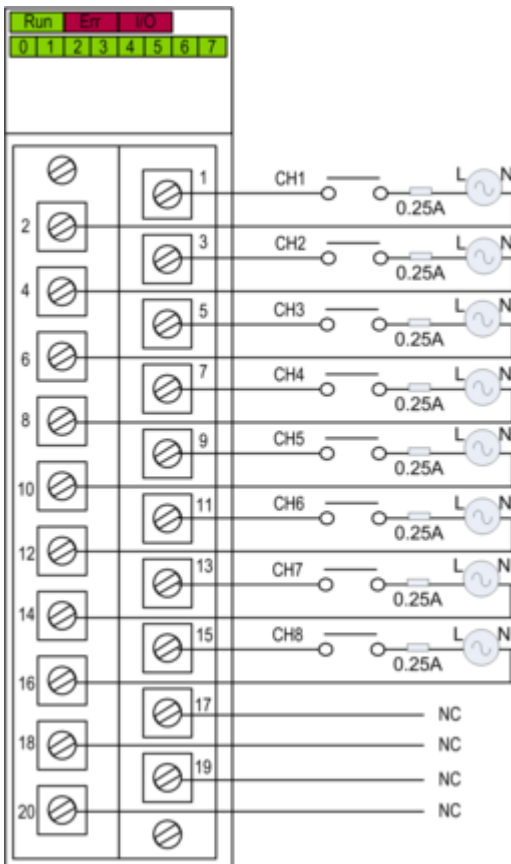 Run Err I/O
0 1 2 3 4 5 6 7
1 CH1 L N
0.25A
2
3 CH2 L N
0.25A
4
5 CH3 L N
0.25A
6
7 CH4 L N
0.25A
8
9 CH5 L N
0.25A
10
11 CH6 L N
0.25A
12
13 CH7 L N
0.25A
14
15 CH8 L N
0.25A
16
17 NC
18 NC
19 NC
20 NC